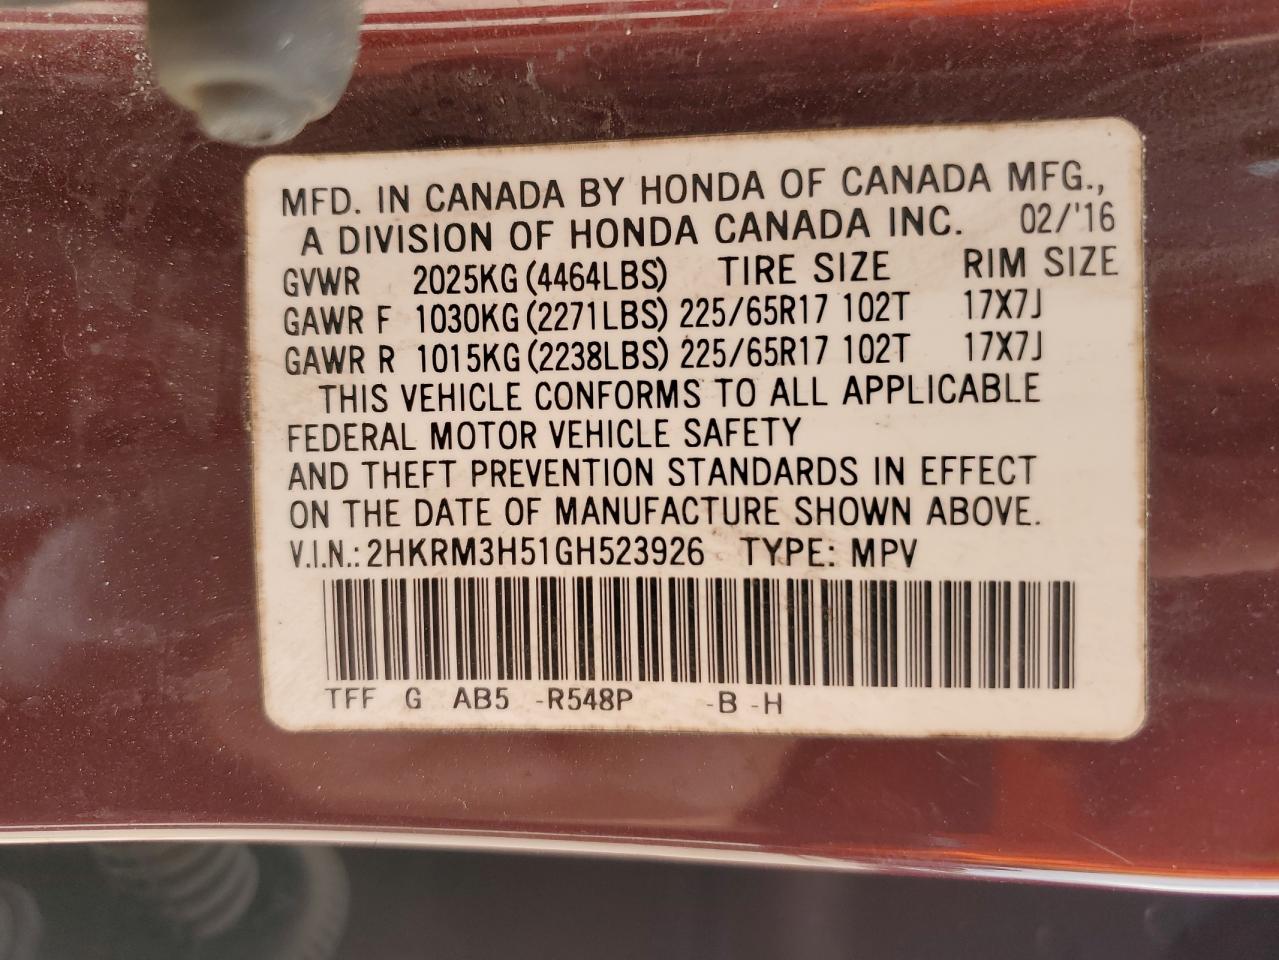 MFD. IN CANADA BY HONDA OF CANADA MFG.,
A DIVISION OF HONDA CANADA INC. 02/'16
GVWR 2025KG (4464LBS) TIRE SIZE RIM SIZE
GAWR F 1030KG (2271LBS) 225/65R17 102T 17X7J
GAWR R 1015KG (2238LBS) 225/65R17 102T 17X7J
THIS VEHICLE CONFORMS TO ALL APPLICABLE
FEDERAL MOTOR VEHICLE SAFETY
AND THEFT PREVENTION STANDARDS IN EFFECT
ON THE DATE OF MANUFACTURE SHOWN ABOVE.
V.I.N.: 2HKRM3H51GH523926 TYPE: MPV
TFF G AB5 -R548P -B -H